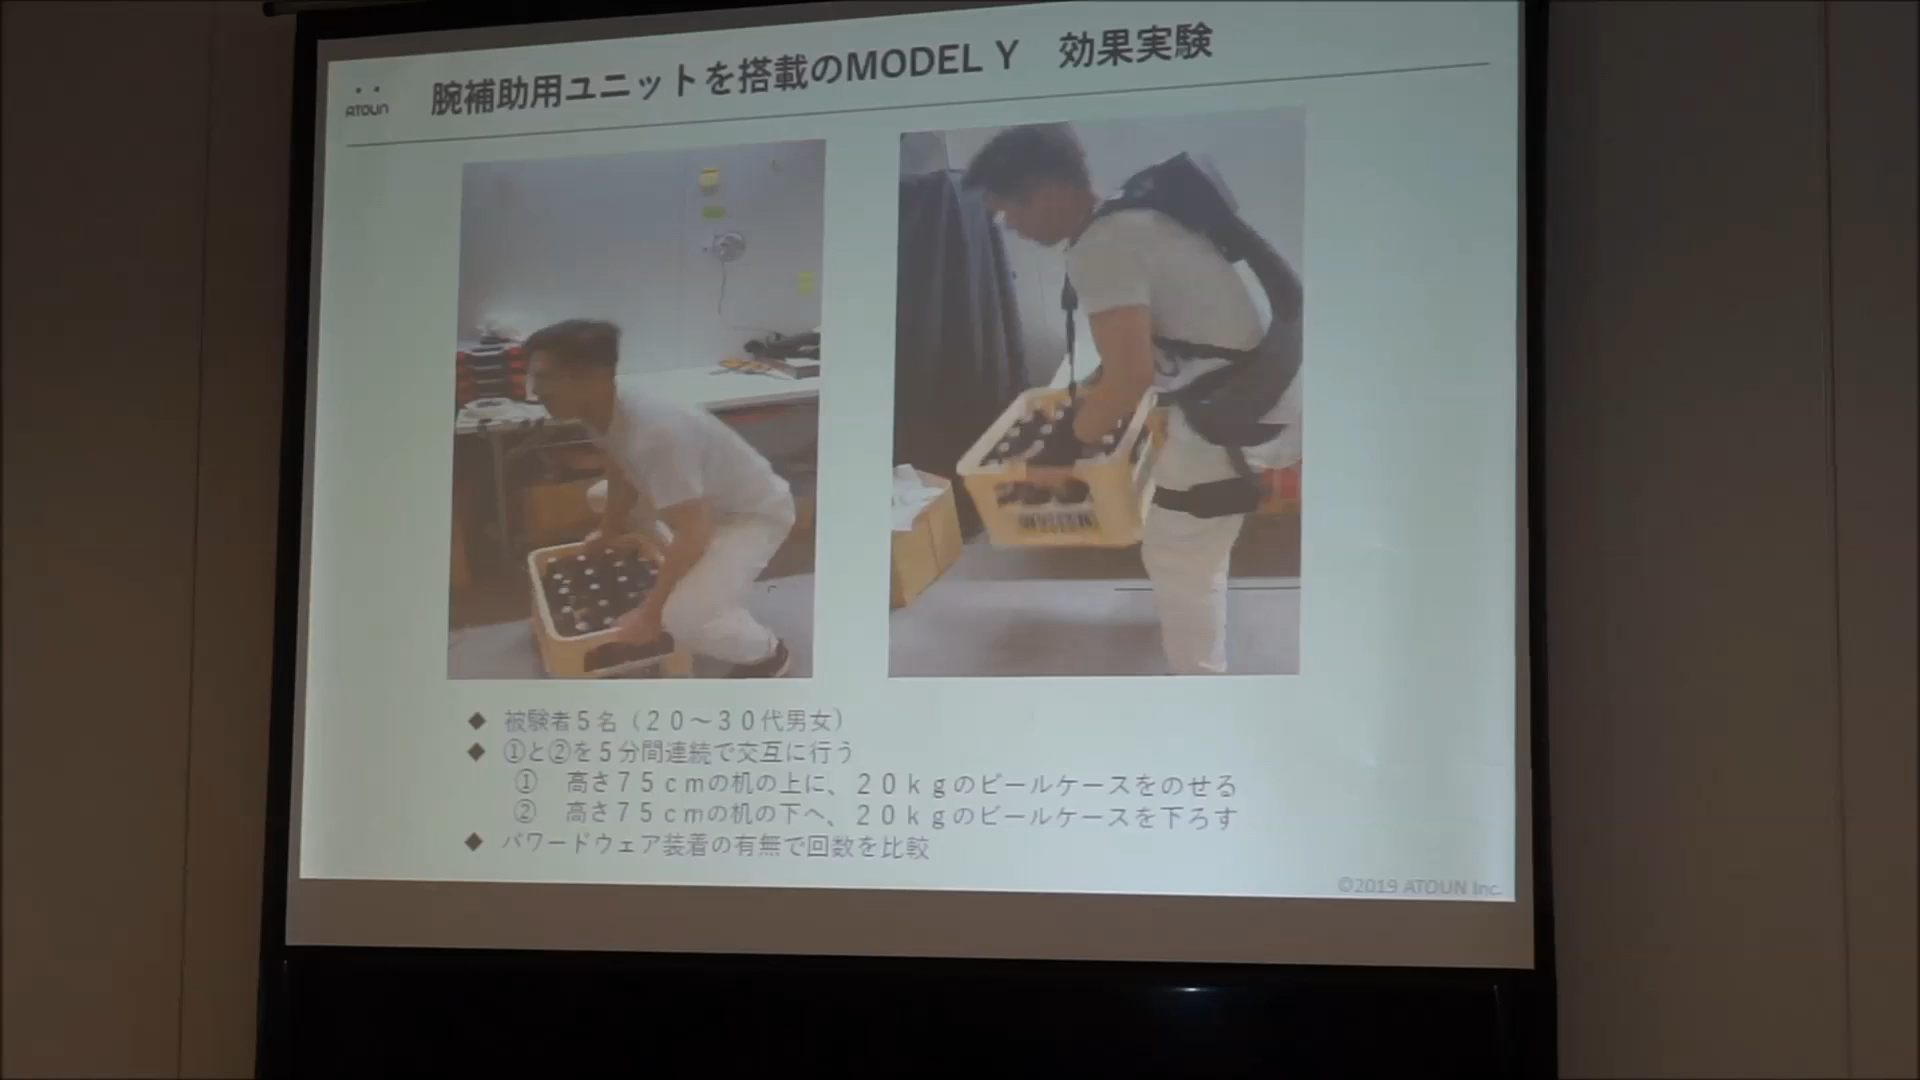 腕補助用ユニットを搭載のMODEL Y　効果実験
ATOUN
◆ 被験者５名（２０～３０代男女）
◆ ①と②を５分間連続で交互に行う
①　高さ７５ｃｍの机の上に、２０ｋｇのビールケースをのせる
②　高さ７５ｃｍの机の下へ、２０ｋｇのビールケースを下ろす
◆ パワードウェア装着の有無で回数を比較
©2019 ATOUN Inc.